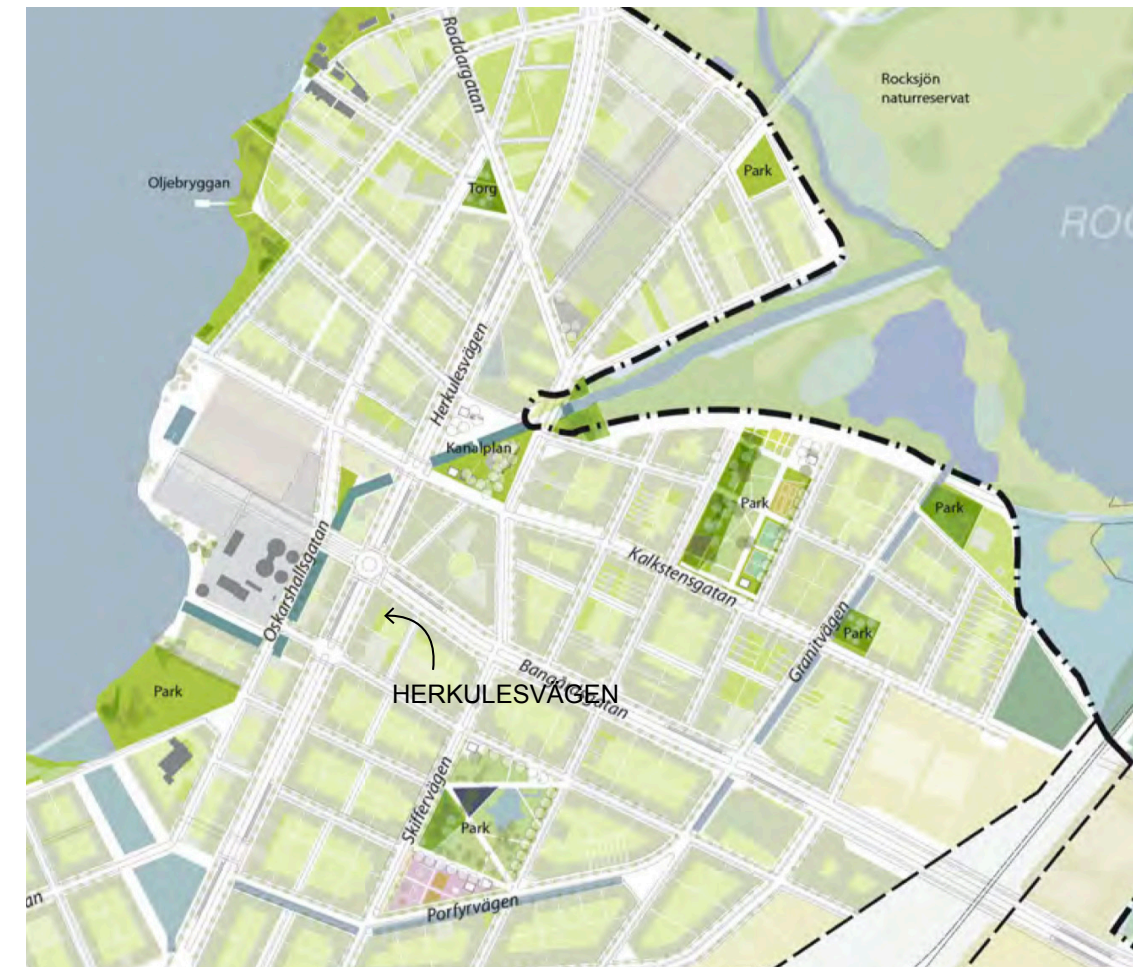 Roddargatan
Rocksjön
naturreservat
Park
Oljebryggan
Torg
ROC
Herkulesvägen
Kanalplan
Park
Park
Oskarshallsgatan
Kalkstensgatan
Granitvägen
Park
Park
HERKULESVÄGEN
Bangårdsgatan
Skiffervägen
Park
Porfyrvägen
an